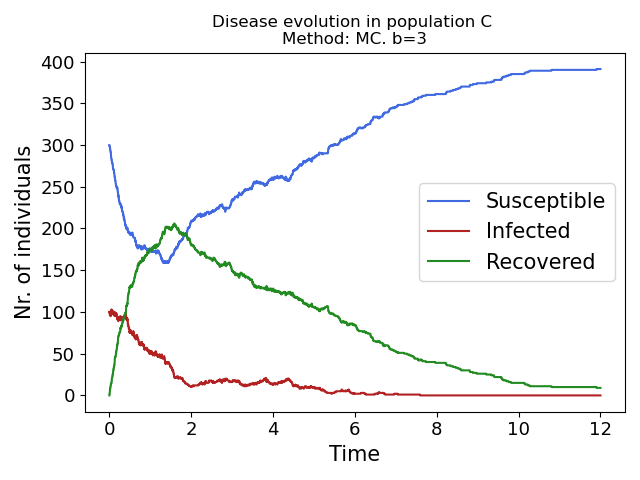 Disease evolution in population C
Method: MC. b=3
Nr. of individuals
400
350
300
250
200
150
100
50
0
Susceptible
Infected
Recovered
0 2 4 6 8 10 12
Time